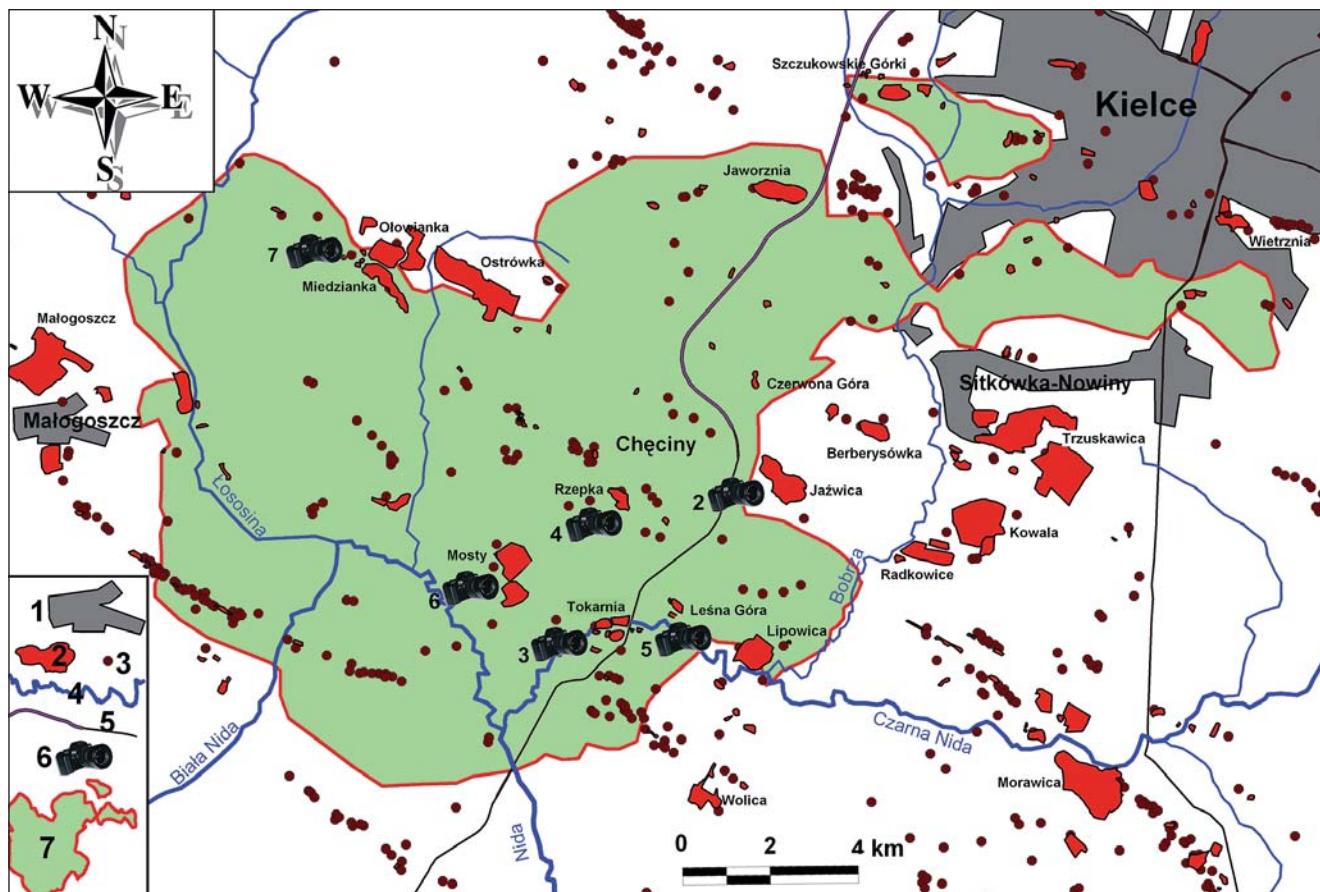 N
W E
S
Szczukowskie Górki
Kielce
Jaworznia
Ołowianka
7
Ostrówka
Miedzianka
Wietrznia
Małogoszcz
Czerwona Góra
Sitkówka-Nowiny
Małogoszcz
Chęciny
Trzuskawica
Berberysówka
Rzepka
2
Jaźwica
Łososina
4
Kowala
Mosty
Radkowice
Bobrza
6
1
Tokarnia
Leśna Góra
3
5
Lipowica
2 3
4
Czarna Nida
5
Biała Nida
6
Morawica
Wolica
Nida
0 2 4 km
7